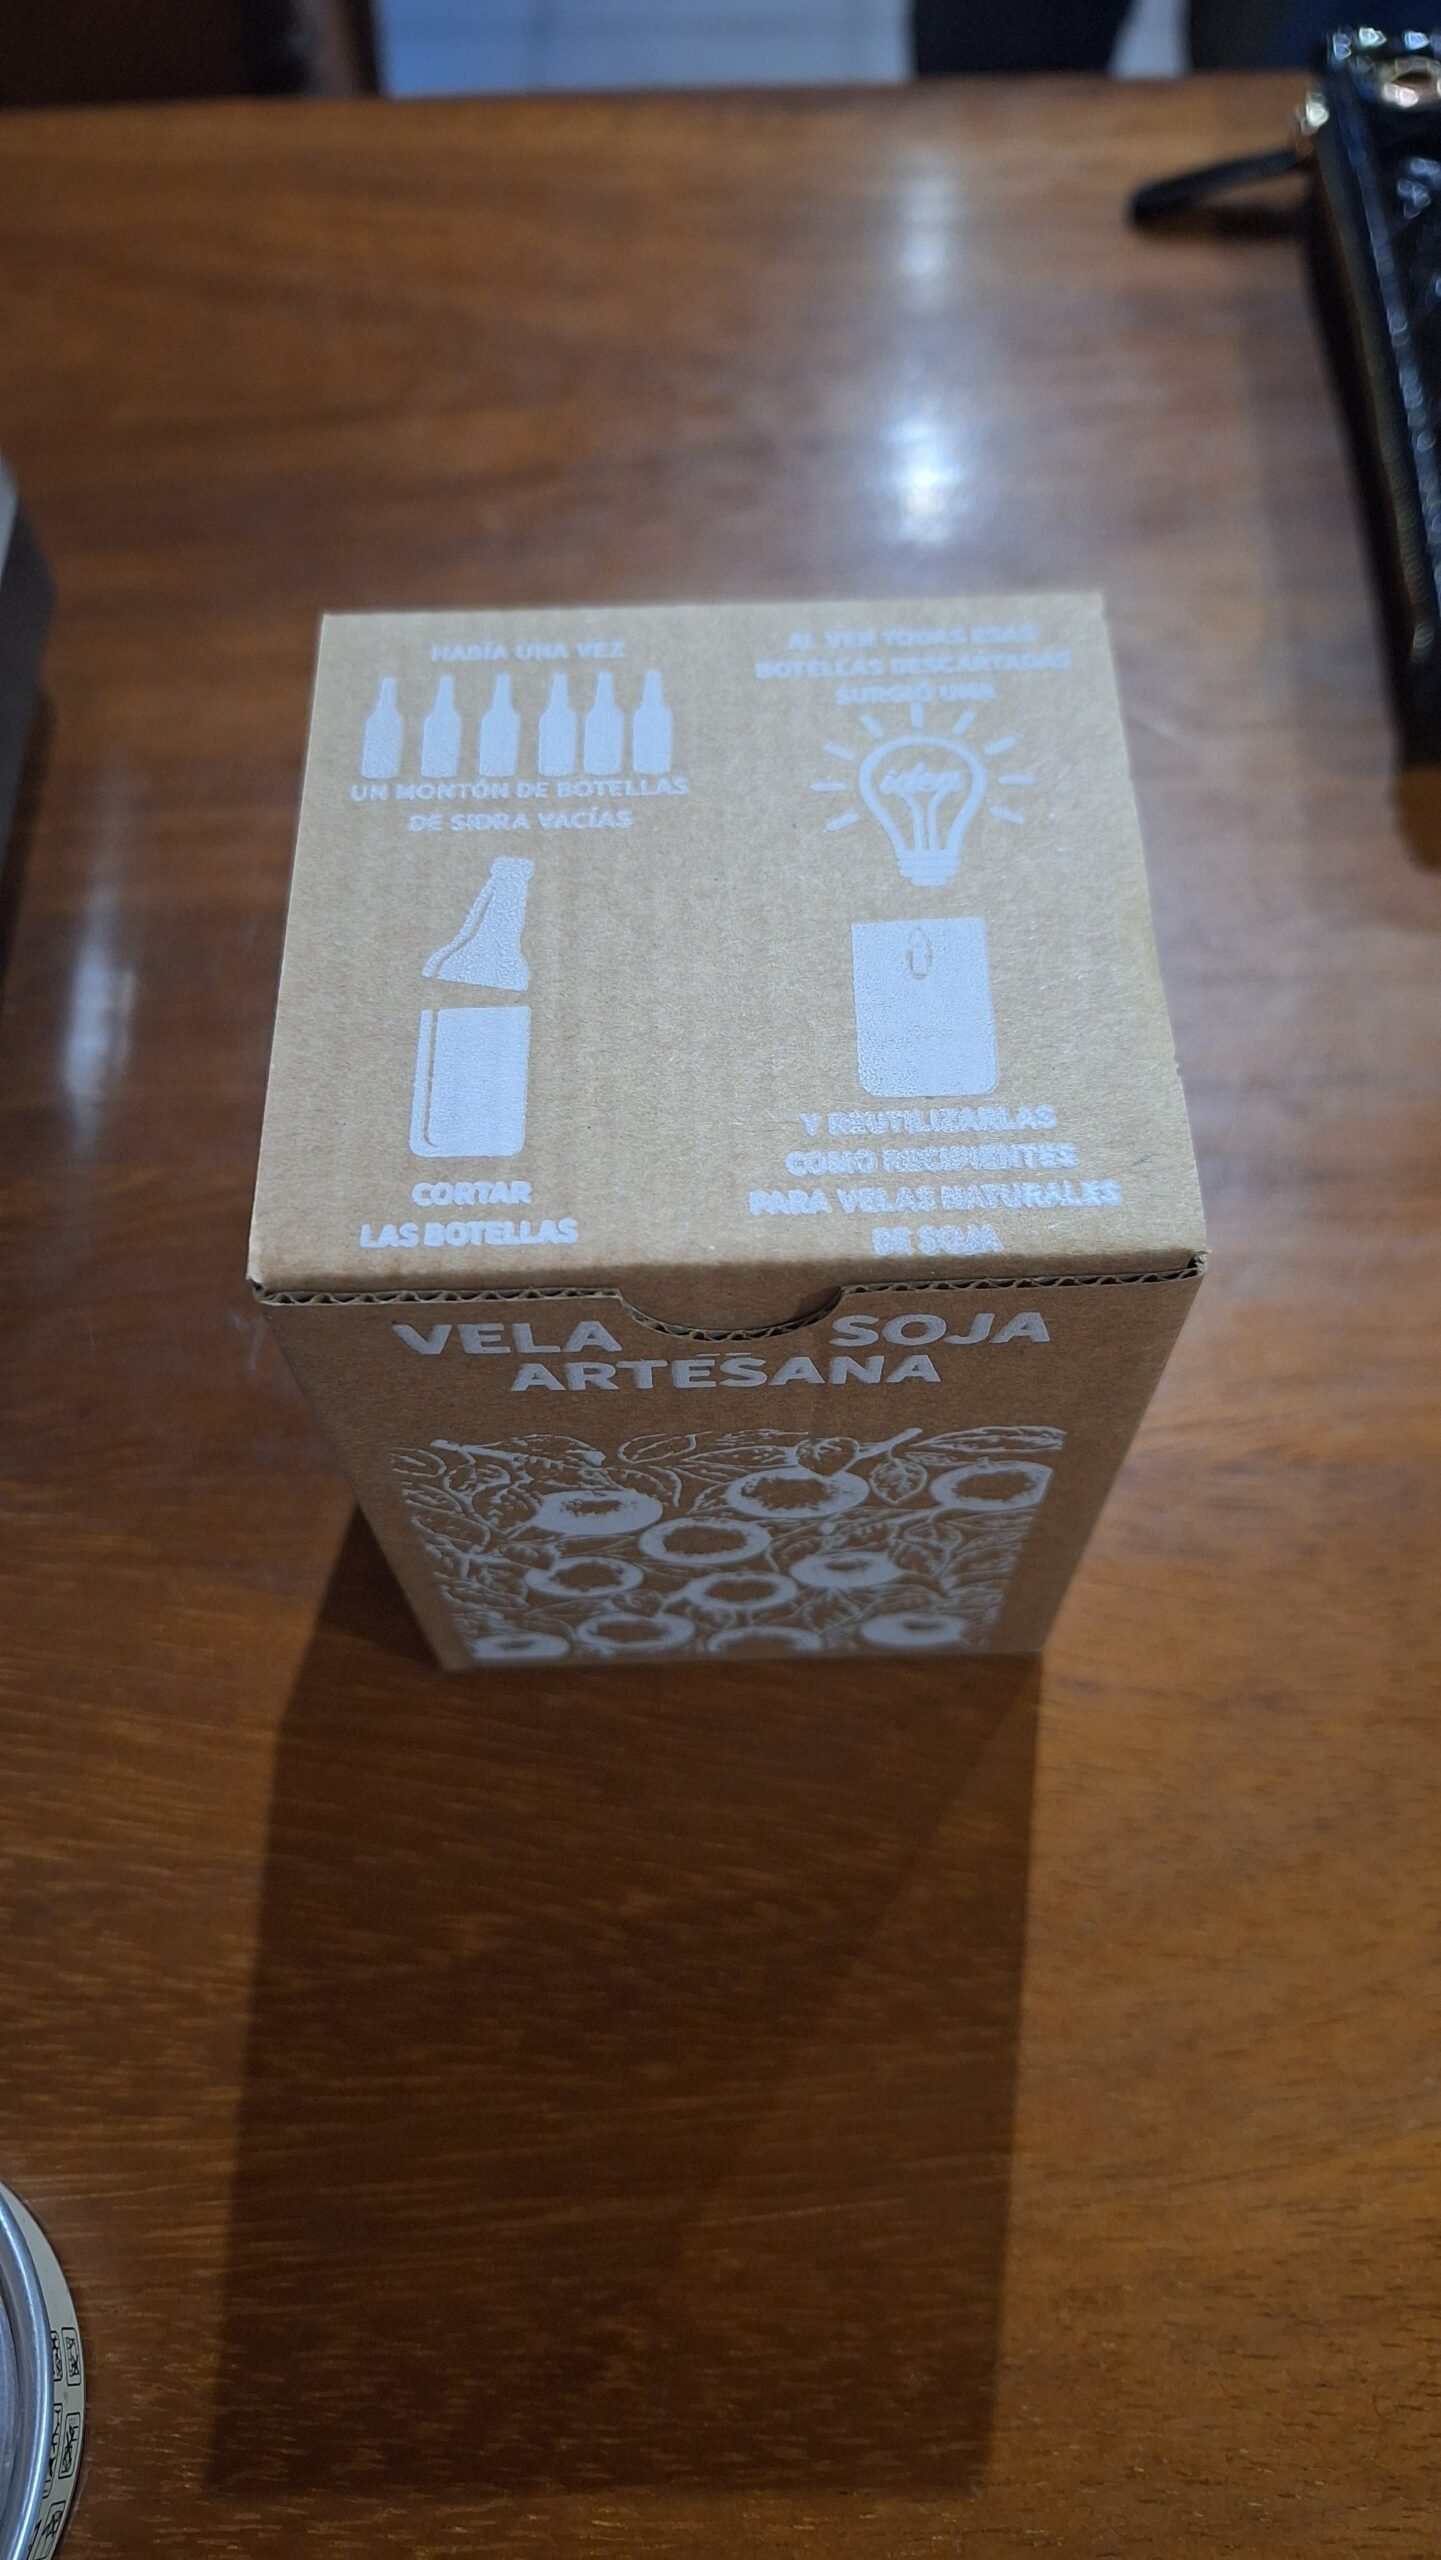 HABÍA UNA VEZ
UN MONTÓN DE BOTELLAS
DE SIDRA VACÍAS
AL VER TODAS ESAS
BOTELLAS DESCARTADAS
SURGIÓ UNA
idea
CORTAR
LAS BOTELLAS
Y REUTILIZARLAS
COMO RECIPIENTES
PARA VELAS NATURALES
DE SOJA
VELA SOJA
ARTESANA